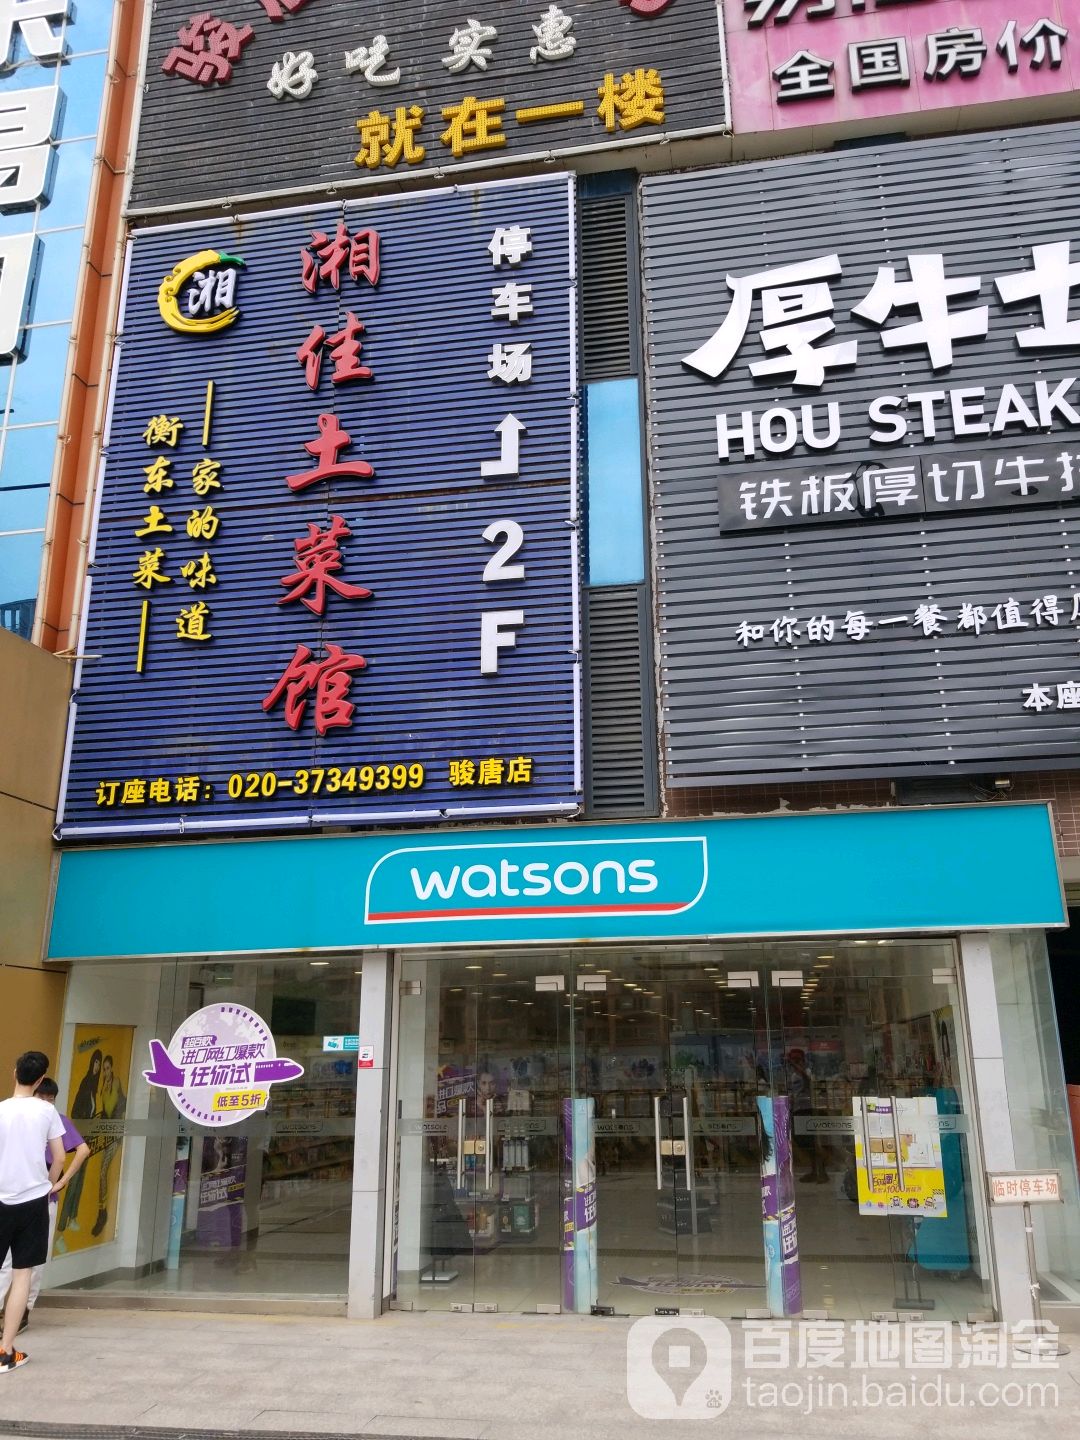 骏
好吃实惠
就在一楼
全国房价
湘
湘佳土菜馆
停车场
2F
衡东土菜
家的味道
订座电话：020-37349399 骏唐店
厚牛
HOU STEAK
铁板厚切牛
和你的每一餐都值得
本座
watsons
进口网红爆款
任你试
低至5折
watsons
watsons
watsons
临时停车场
百度地图淘金
taojin.baidu.com